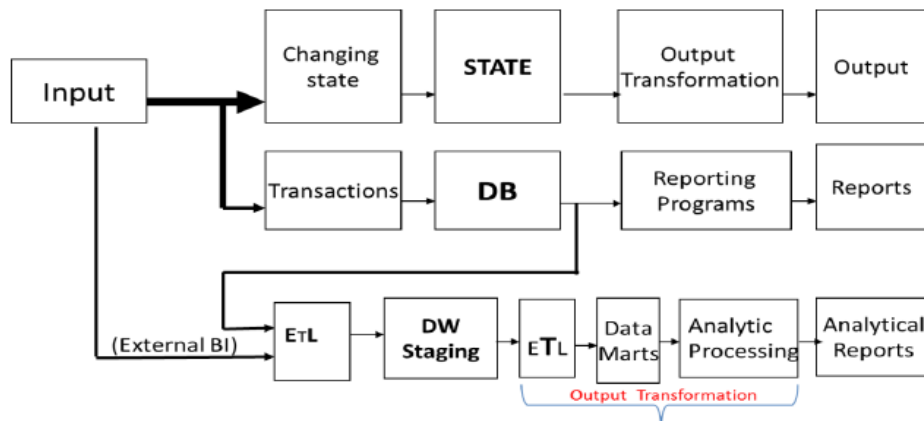 Input
Changing
state
STATE
Output
Transformation
Output
Transactions
DB
Reporting
Programs
Reports
(External BI)
ETL
DW
Staging
ETL
Data
Marts
Analytic
Processing
Analytical
Reports
Output Transformation